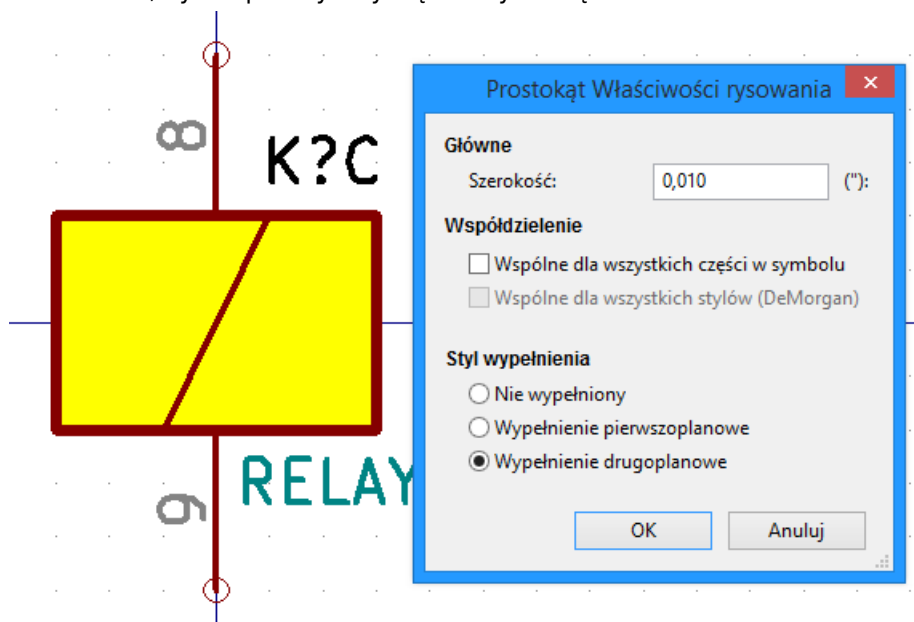 8
K?C
RELAY
9
Prostokąt Właściwości rysowania
Główne
Szerokość: 0,010 ("):
Współdzielenie
Wspólne dla wszystkich części w symbolu
Wspólne dla wszystkich stylów (DeMorgan)
Styl wypełnienia
Nie wypełniony
Wypełnienie pierwszoplanowe
Wypełnienie drugoplanowe
OK Anuluj